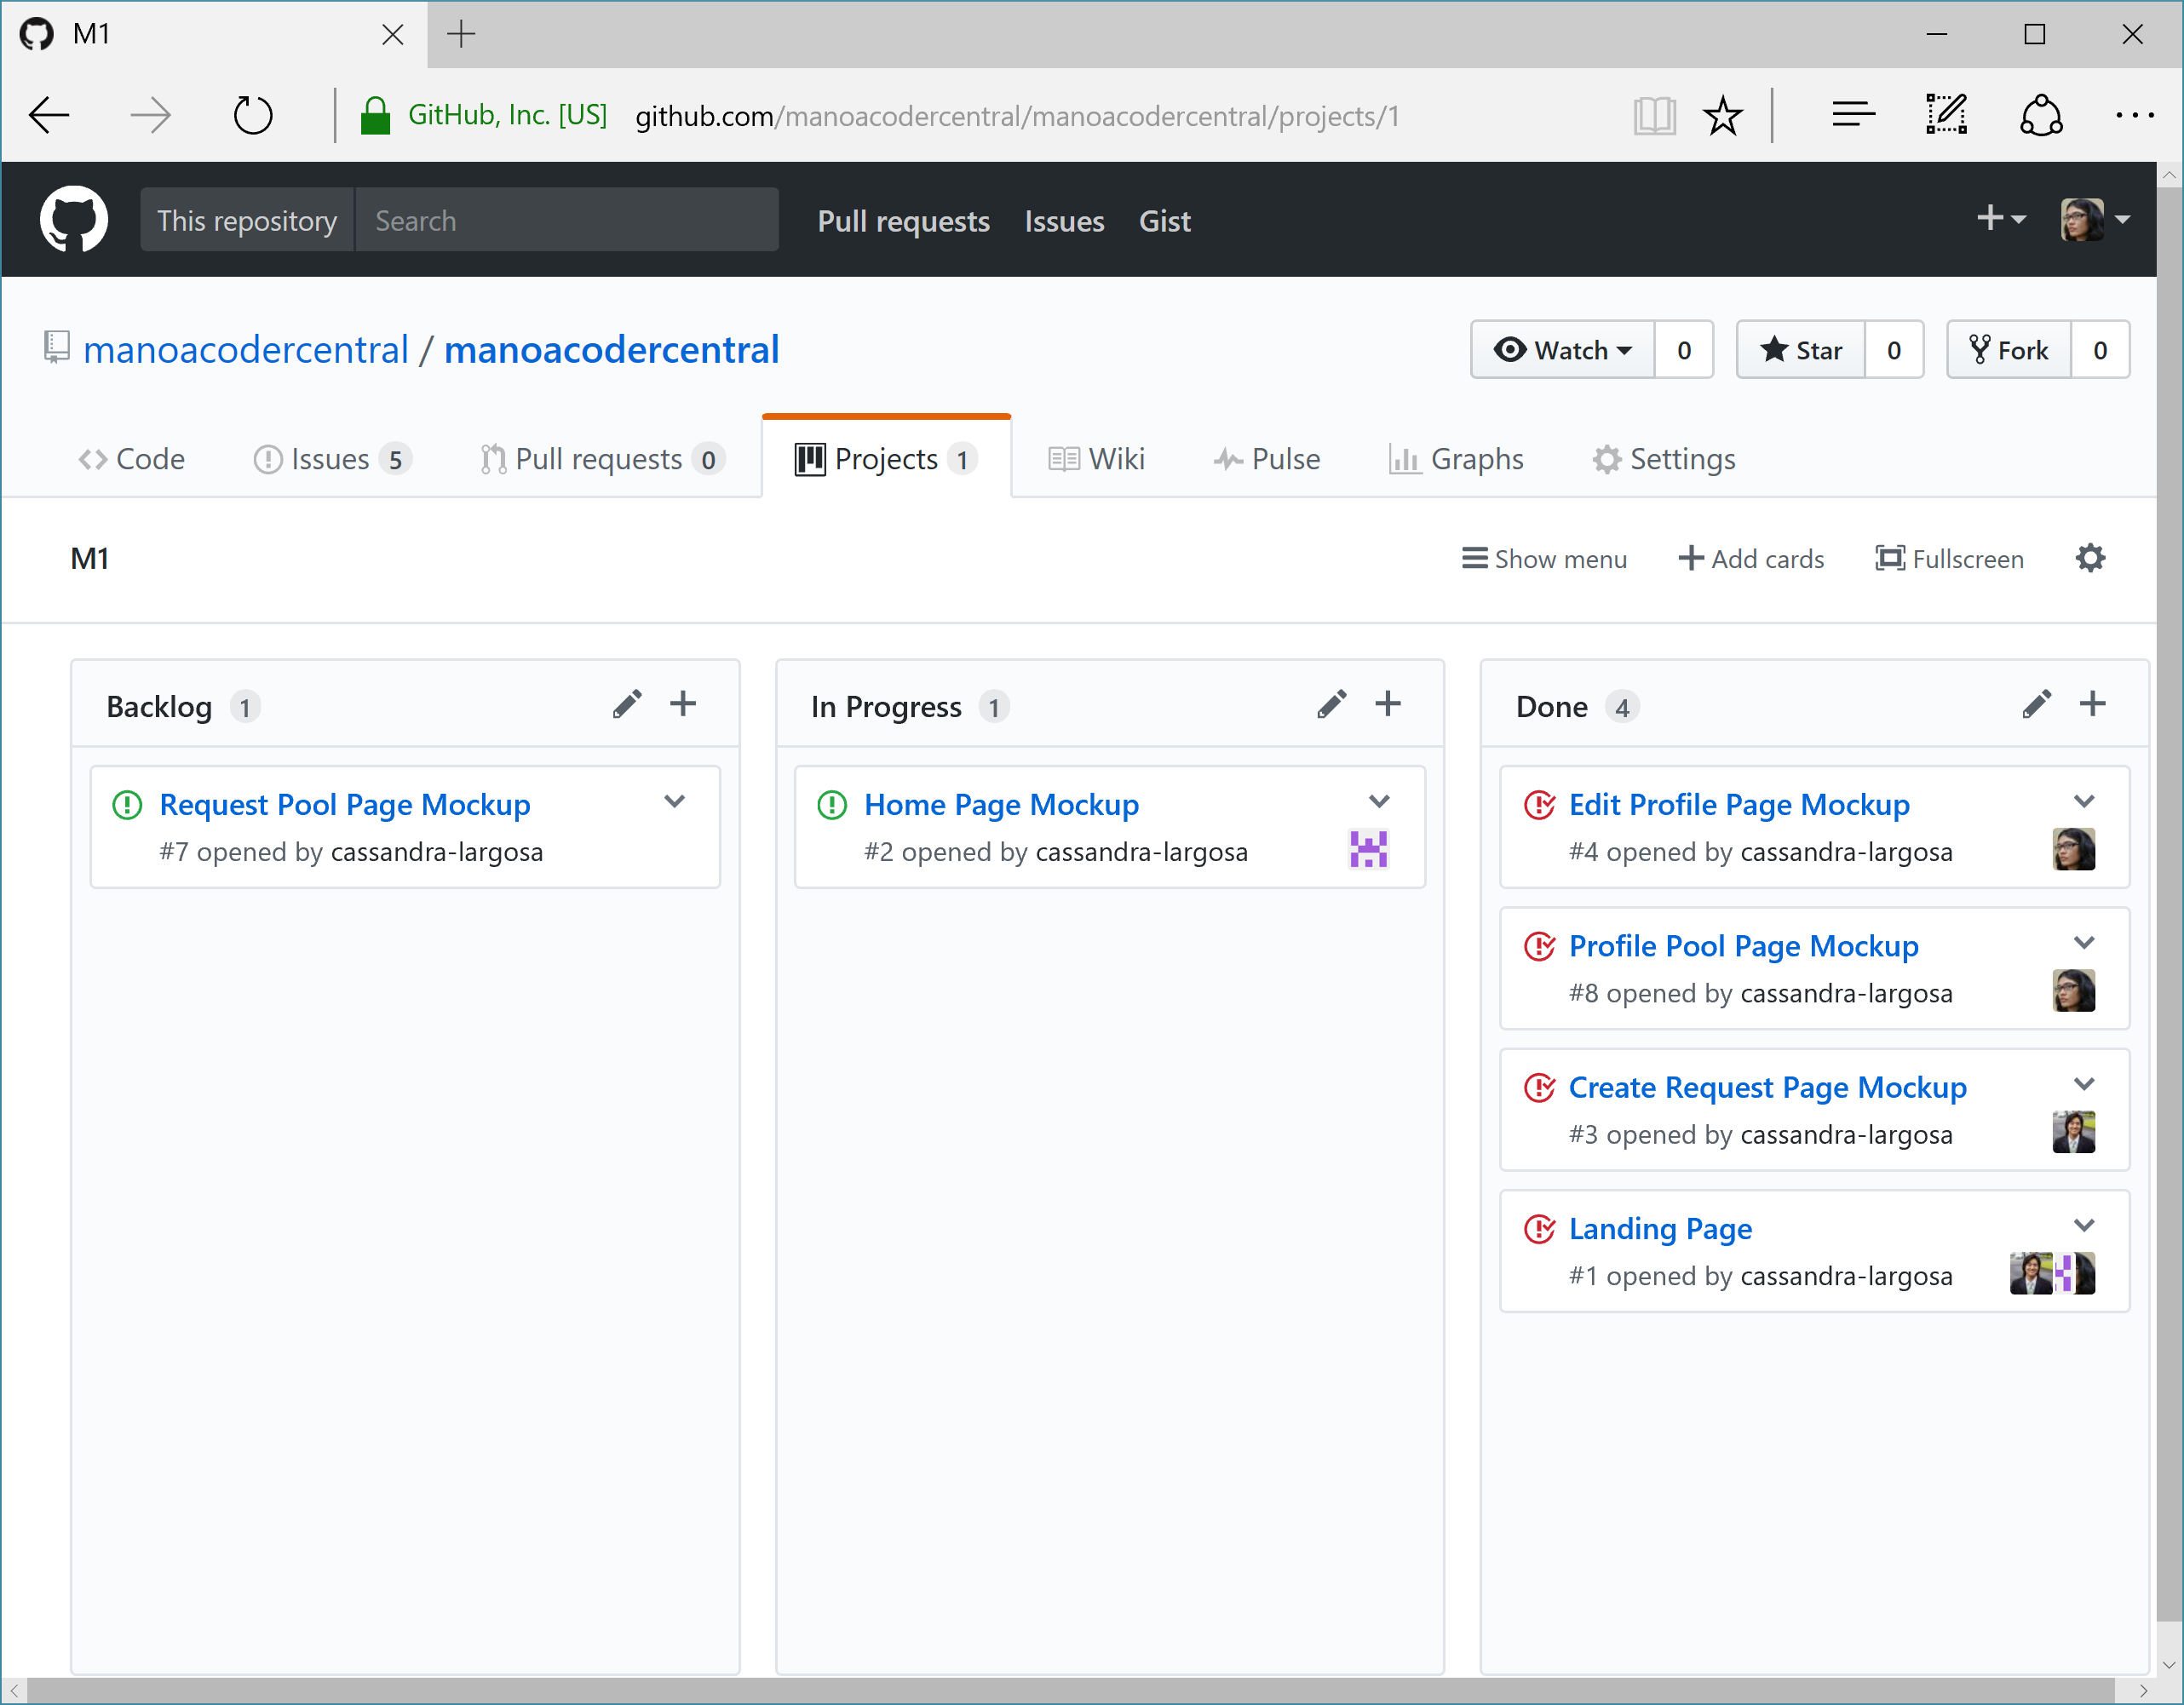 M1
GitHub, Inc. [US] github.com/manoacodercentral/manoacodercentral/projects/1
This repository Search Pull requests Issues Gist
manoacodercentral / manoacodercentral Watch 0 Star 0 Fork 0
Code Issues 5 Pull requests 0 Projects 1 Wiki Pulse Graphs Settings
M1 Show menu Add cards Fullscreen
Backlog 1
Request Pool Page Mockup
#7 opened by cassandra-largosa
In Progress 1
Home Page Mockup
#2 opened by cassandra-largosa
Done 4
Edit Profile Page Mockup
#4 opened by cassandra-largosa
Profile Pool Page Mockup
#8 opened by cassandra-largosa
Create Request Page Mockup
#3 opened by cassandra-largosa
Landing Page
#1 opened by cassandra-largosa